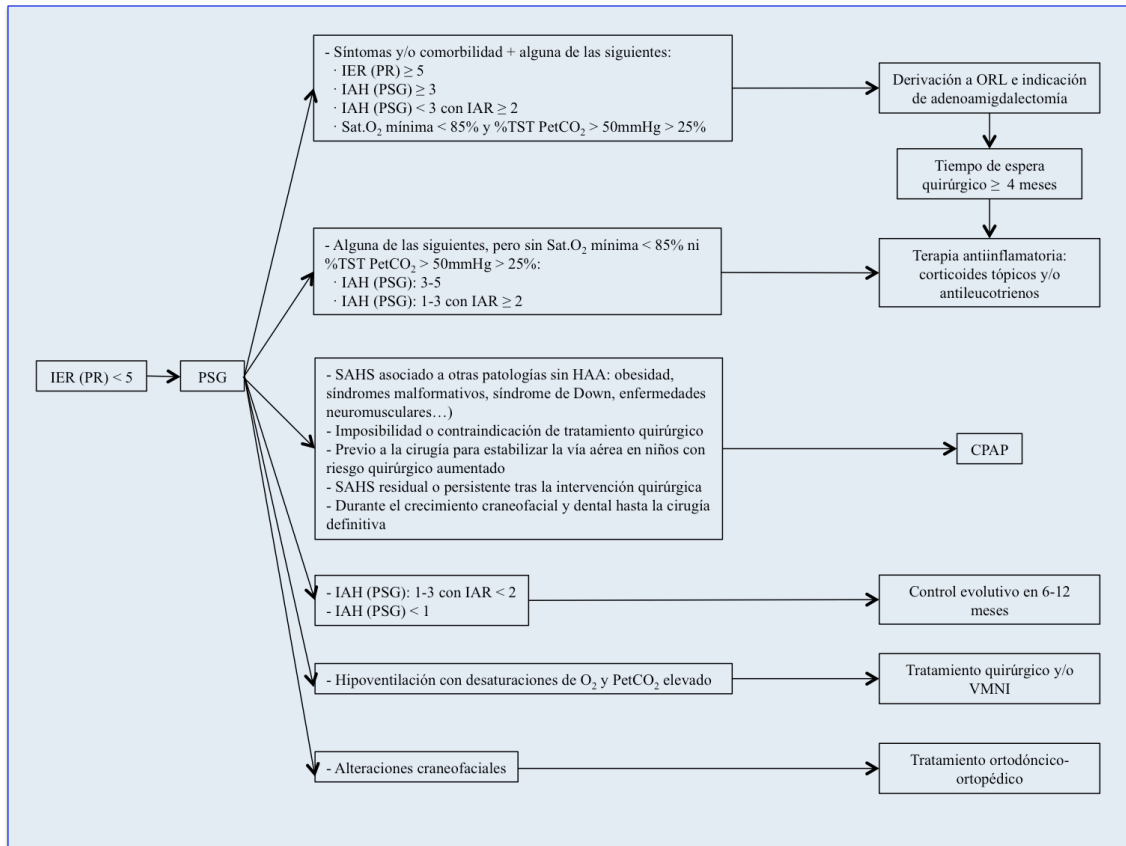 IER (PR) < 5
PSG
- Síntomas y/o comorbilidad + alguna de las siguientes:
· IER (PR) ≥ 5
· IAH (PSG) ≥ 3
· IAH (PSG) < 3 con IAR ≥ 2
· Sat.O₂ mínima < 85% y %TST PetCO₂ > 50mmHg > 25%
Derivación a ORL e indicación
de adenoamigdalectomía
Tiempo de espera
quirúrgico ≥ 4 meses
- Alguna de las siguientes, pero sin Sat.O₂ mínima < 85% ni
%TST PetCO₂ > 50mmHg > 25%:
· IAH (PSG): 3-5
· IAH (PSG): 1-3 con IAR ≥ 2
Terapia antiinflamatoria:
corticoides tópicos y/o
antileucotrienos
- SAHS asociado a otras patologías sin HAA: obesidad,
síndromes malformativos, síndrome de Down, enfermedades
neuromusculares…)
- Imposibilidad o contraindicación de tratamiento quirúrgico
- Previo a la cirugía para estabilizar la vía aérea en niños con
riesgo quirúrgico aumentado
- SAHS residual o persistente tras la intervención quirúrgica
- Durante el crecimiento craneofacial y dental hasta la cirugía
definitiva
CPAP
- IAH (PSG): 1-3 con IAR < 2
- IAH (PSG) < 1
Control evolutivo en 6-12
meses
- Hipoventilación con desaturaciones de O₂ y PetCO₂ elevado
Tratamiento quirúrgico y/o
VMNI
- Alteraciones craneofaciales
Tratamiento ortodóncico-
ortopédico